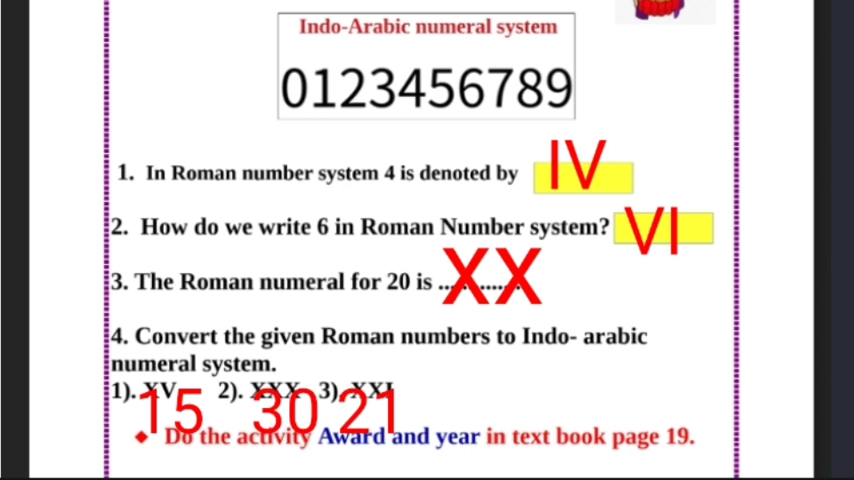 Indo-Arabic numeral system
0123456789
1. In Roman number system 4 is denoted by IV
2. How do we write 6 in Roman Number system? VI
3. The Roman numeral for 20 is ............ XX
4. Convert the given Roman numbers to Indo- arabic
numeral system.
1). XV 2). XXX 3). XXI
15 30 21
◆ Do the activity Award and year in text book page 19.